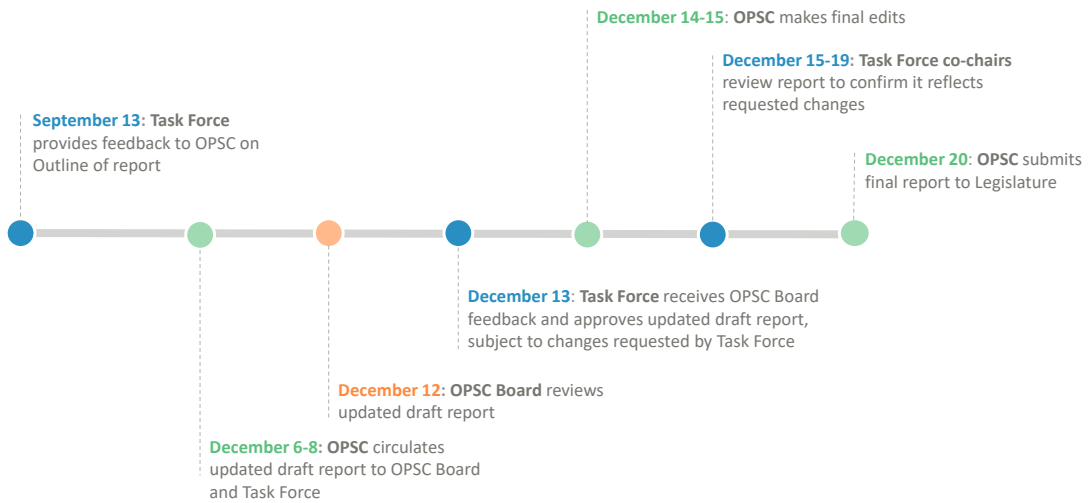 September 13: Task Force
provides feedback to OPSC on
Outline of report
December 6-8: OPSC circulates
updated draft report to OPSC Board
and Task Force
December 12: OPSC Board reviews
updated draft report
December 13: Task Force receives OPSC Board
feedback and approves updated draft report,
subject to changes requested by Task Force
December 14-15: OPSC makes final edits
December 15-19: Task Force co-chairs
review report to confirm it reflects
requested changes
December 20: OPSC submits
final report to Legislature